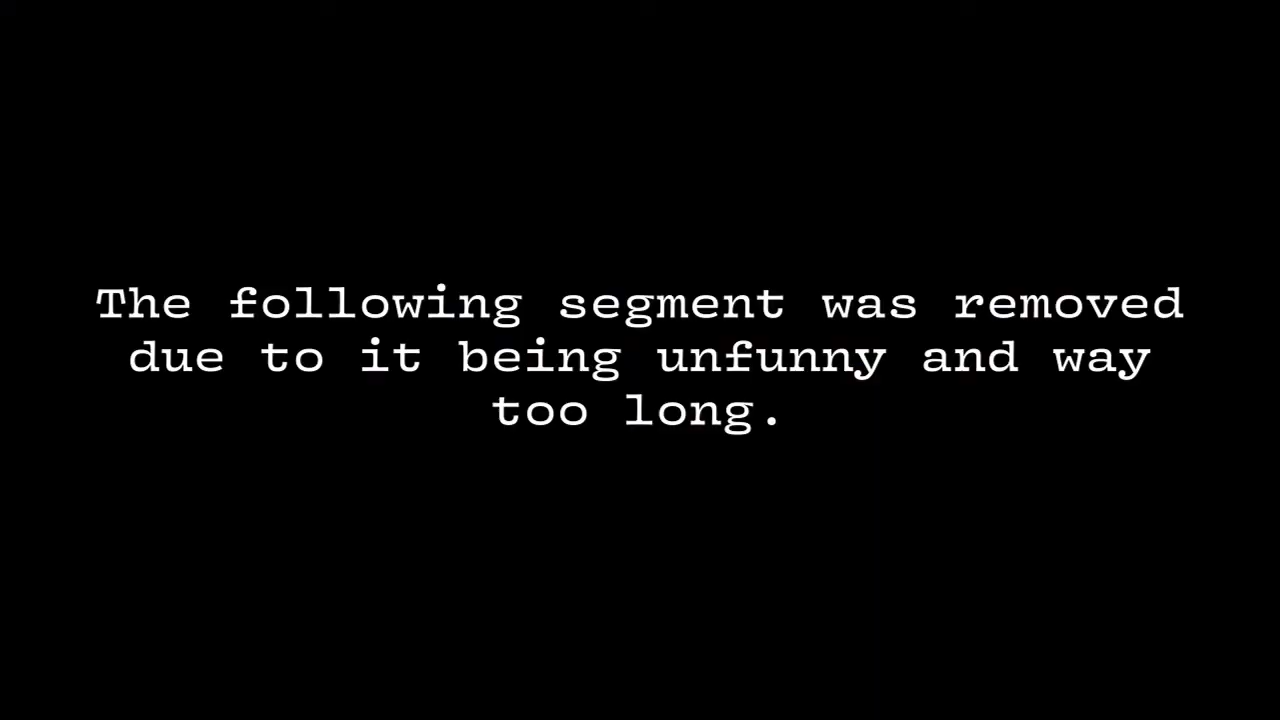 The following segment was removed
due to it being unfunny and way
too long.